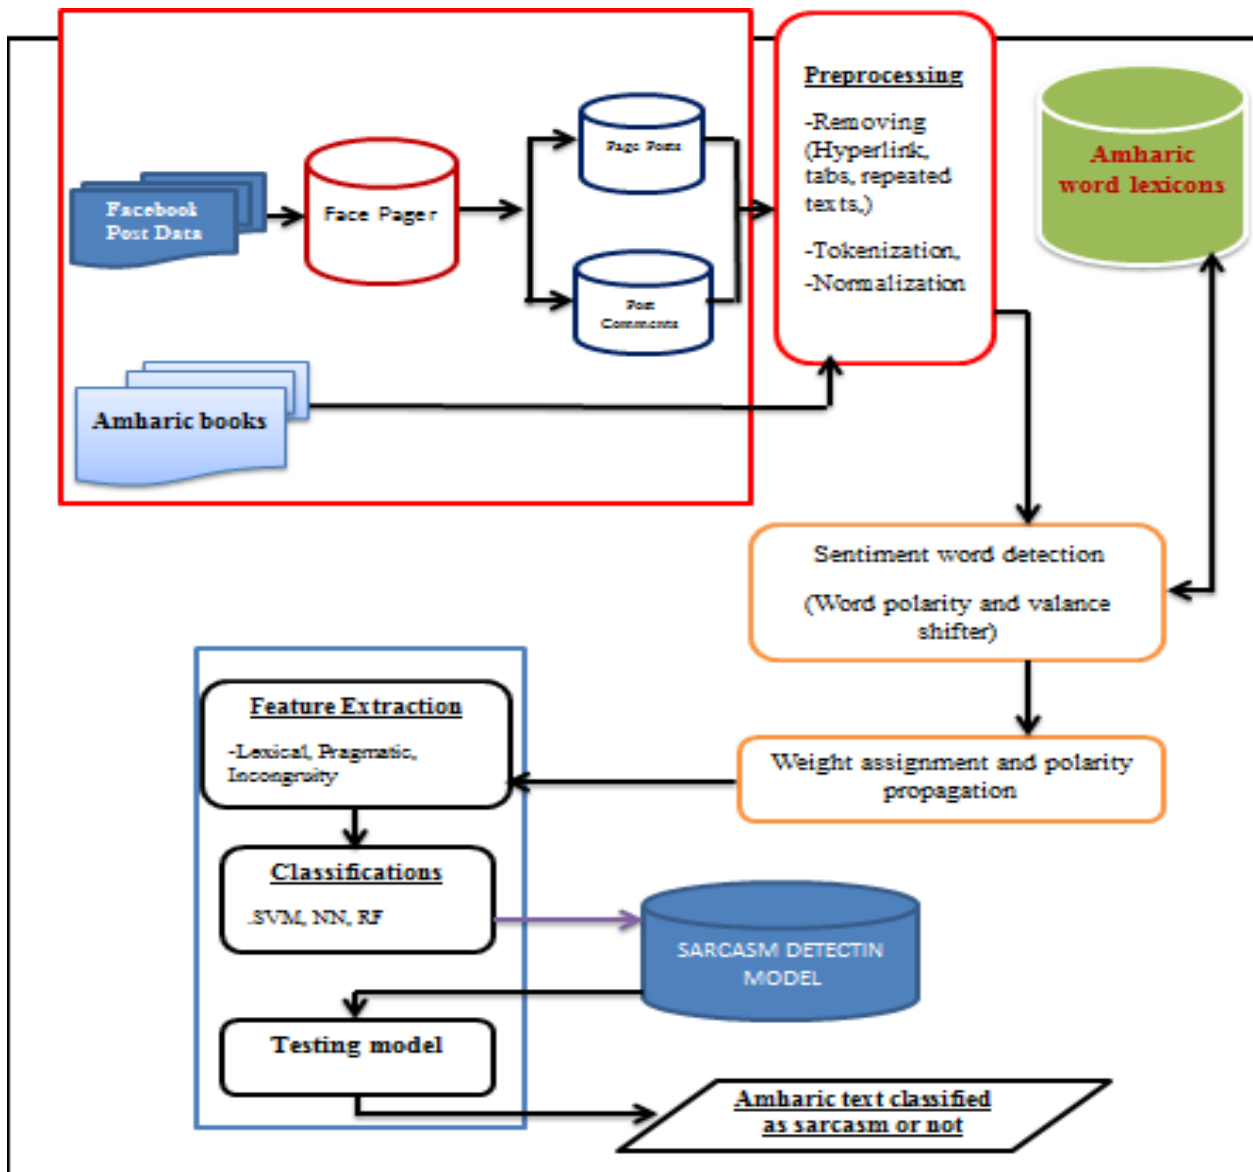 Facebook
Post Data
Face Pager
Page Posts
Post
Comments
Amharic books
Preprocessing
-Removing
(Hyperlink,
tabs, repeated
texts,)
-Tokenization,
-Normalization
Amharic
word lexicons
Sentiment word detection
(Word polarity and valance
shifter)
Weight assignment and polarity
propagation
Feature Extraction
-Lexical, Pragmatic,
Incongruity
Classifications
.SVM, NN, RF
SARCASM DETECTIN
MODEL
Testing model
Amharic text classified
as sarcasm or not